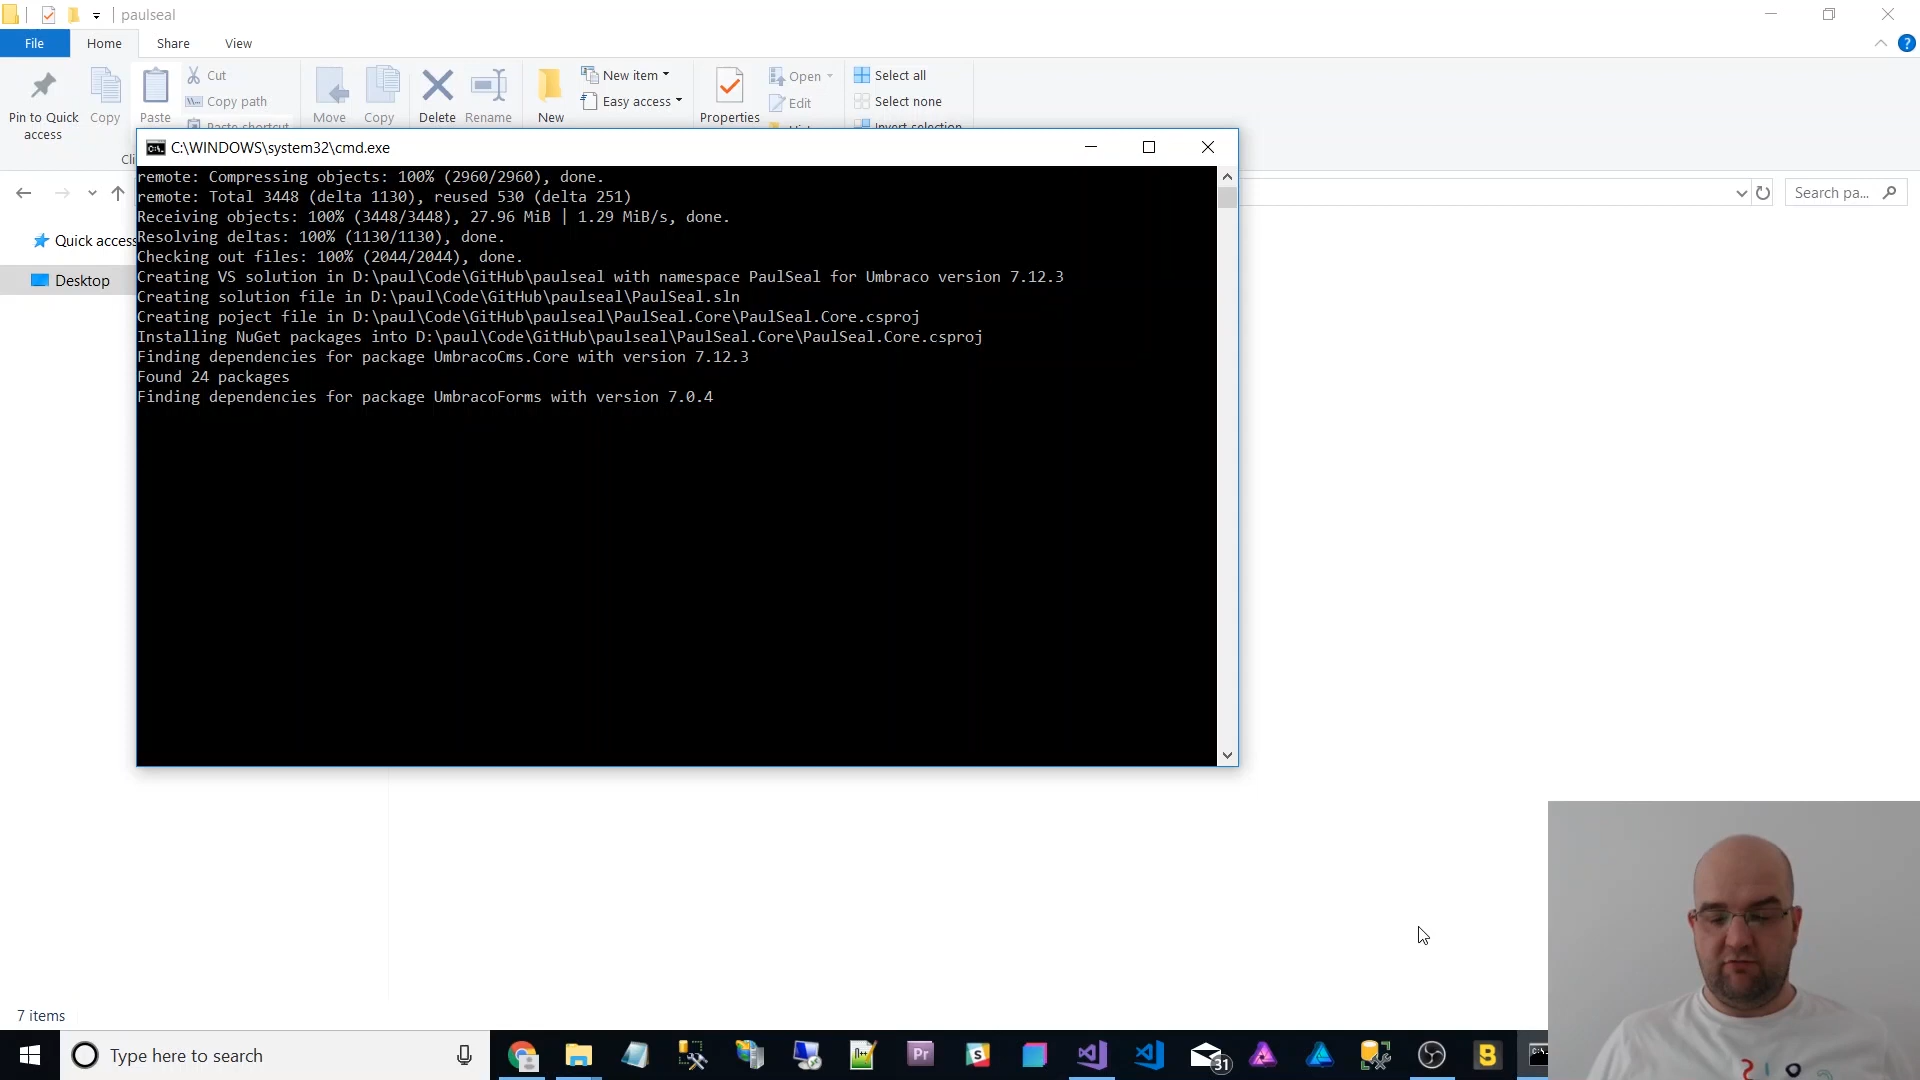 paulseal
File Home Share View
Pin to Quick access
Copy
Paste
Cut
Copy path
Paste shortcut
Move
Copy
Delete
Rename
New
New item
Easy access
Properties
Open
Edit
Select all
Select none
Invert selection
C:\WINDOWS\system32\cmd.exe
Search pa...
Quick access
Desktop
remote: Compressing objects: 100% (2960/2960), done.
remote: Total 3448 (delta 1130), reused 530 (delta 251)
Receiving objects: 100% (3448/3448), 27.96 MiB | 1.29 MiB/s, done.
Resolving deltas: 100% (1130/1130), done.
Checking out files: 100% (2044/2044), done.
Creating VS solution in D:\paul\Code\GitHub\paulseal with namespace PaulSeal for Umbraco version 7.12.3
Creating solution file in D:\paul\Code\GitHub\paulseal\PaulSeal.sln
Creating poject file in D:\paul\Code\GitHub\paulseal\PaulSeal.Core\PaulSeal.Core.csproj
Installing NuGet packages into D:\paul\Code\GitHub\paulseal\PaulSeal.Core\PaulSeal.Core.csproj
Finding dependencies for package UmbracoCms.Core with version 7.12.3
Found 24 packages
Finding dependencies for package UmbracoForms with version 7.0.4
7 items
Type here to search
Pr
31